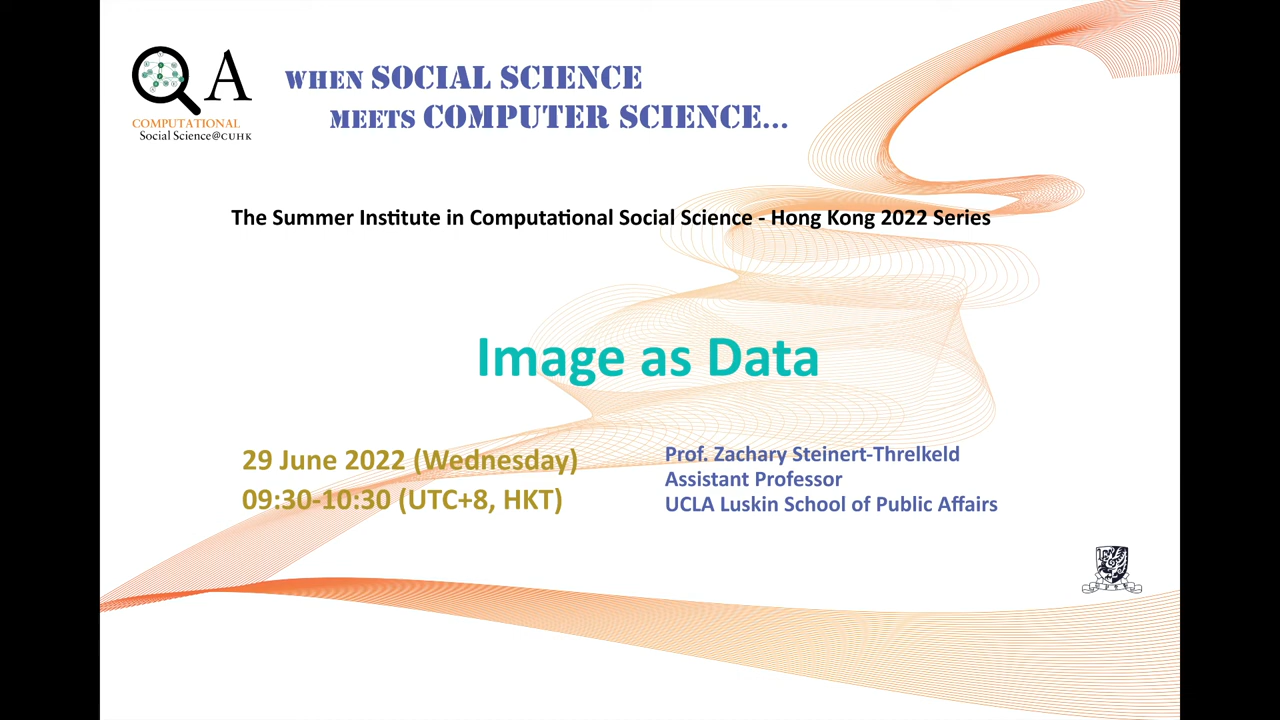 QA
COMPUTATIONAL
Social Science@CUHK
WHEN SOCIAL SCIENCE
MEETS COMPUTER SCIENCE...
The Summer Institute in Computational Social Science - Hong Kong 2022 Series
Image as Data
29 June 2022 (Wednesday)
09:30-10:30 (UTC+8, HKT)
Prof. Zachary Steinert-Threlkeld
Assistant Professor
UCLA Luskin School of Public Affairs